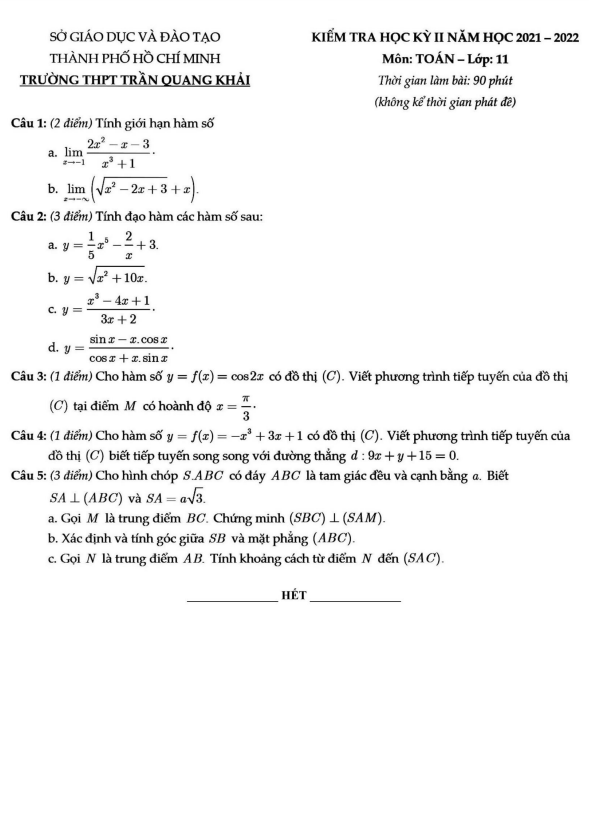 SỞ GIÁO DỤC VÀ ĐÀO TẠO
THÀNH PHỐ HỒ CHÍ MINH
TRƯỜNG THPT TRẦN QUANG KHẢI
KIỂM TRA HỌC KỲ II NĂM HỌC 2021 – 2022
Môn: TOÁN – Lớp: 11
Thời gian làm bài: 90 phút
(không kể thời gian phát đề)
Câu 1: (2 điểm) Tính giới hạn hàm số
a. $\lim_{x \to -1} \frac{2x^2 - x - 3}{x^3 + 1}$.
b. $\lim_{x \to -\infty} \left(\sqrt{x^2 - 2x + 3} + x\right)$.
Câu 2: (3 điểm) Tính đạo hàm các hàm số sau:
a. $y = \frac{1}{5}x^5 - \frac{2}{x} + 3$.
b. $y = \sqrt{x^2 + 10x}$.
c. $y = \frac{x^3 - 4x + 1}{3x + 2}$.
d. $y = \frac{\sin x - x.\cos x}{\cos x + x.\sin x}$.
Câu 3: (1 điểm) Cho hàm số $y = f(x) = \cos 2x$ có đồ thị (C). Viết phương trình tiếp tuyến của đồ thị
(C) tại điểm M có hoành độ $x = \frac{\pi}{3}$.
Câu 4: (1 điểm) Cho hàm số $y = f(x) = -x^3 + 3x + 1$ có đồ thị (C). Viết phương trình tiếp tuyến của
đồ thị (C) biết tiếp tuyến song song với đường thẳng $d : 9x + y + 15 = 0$.
Câu 5: (3 điểm) Cho hình chóp S.ABC có đáy ABC là tam giác đều và cạnh bằng a. Biết
$SA \perp (ABC)$ và $SA = a\sqrt{3}$.
a. Gọi M là trung điểm BC. Chứng minh $(SBC) \perp (SAM)$.
b. Xác định và tính góc giữa SB và mặt phẳng (ABC).
c. Gọi N là trung điểm AB. Tính khoảng cách từ điểm N đến (SAC).
HẾT